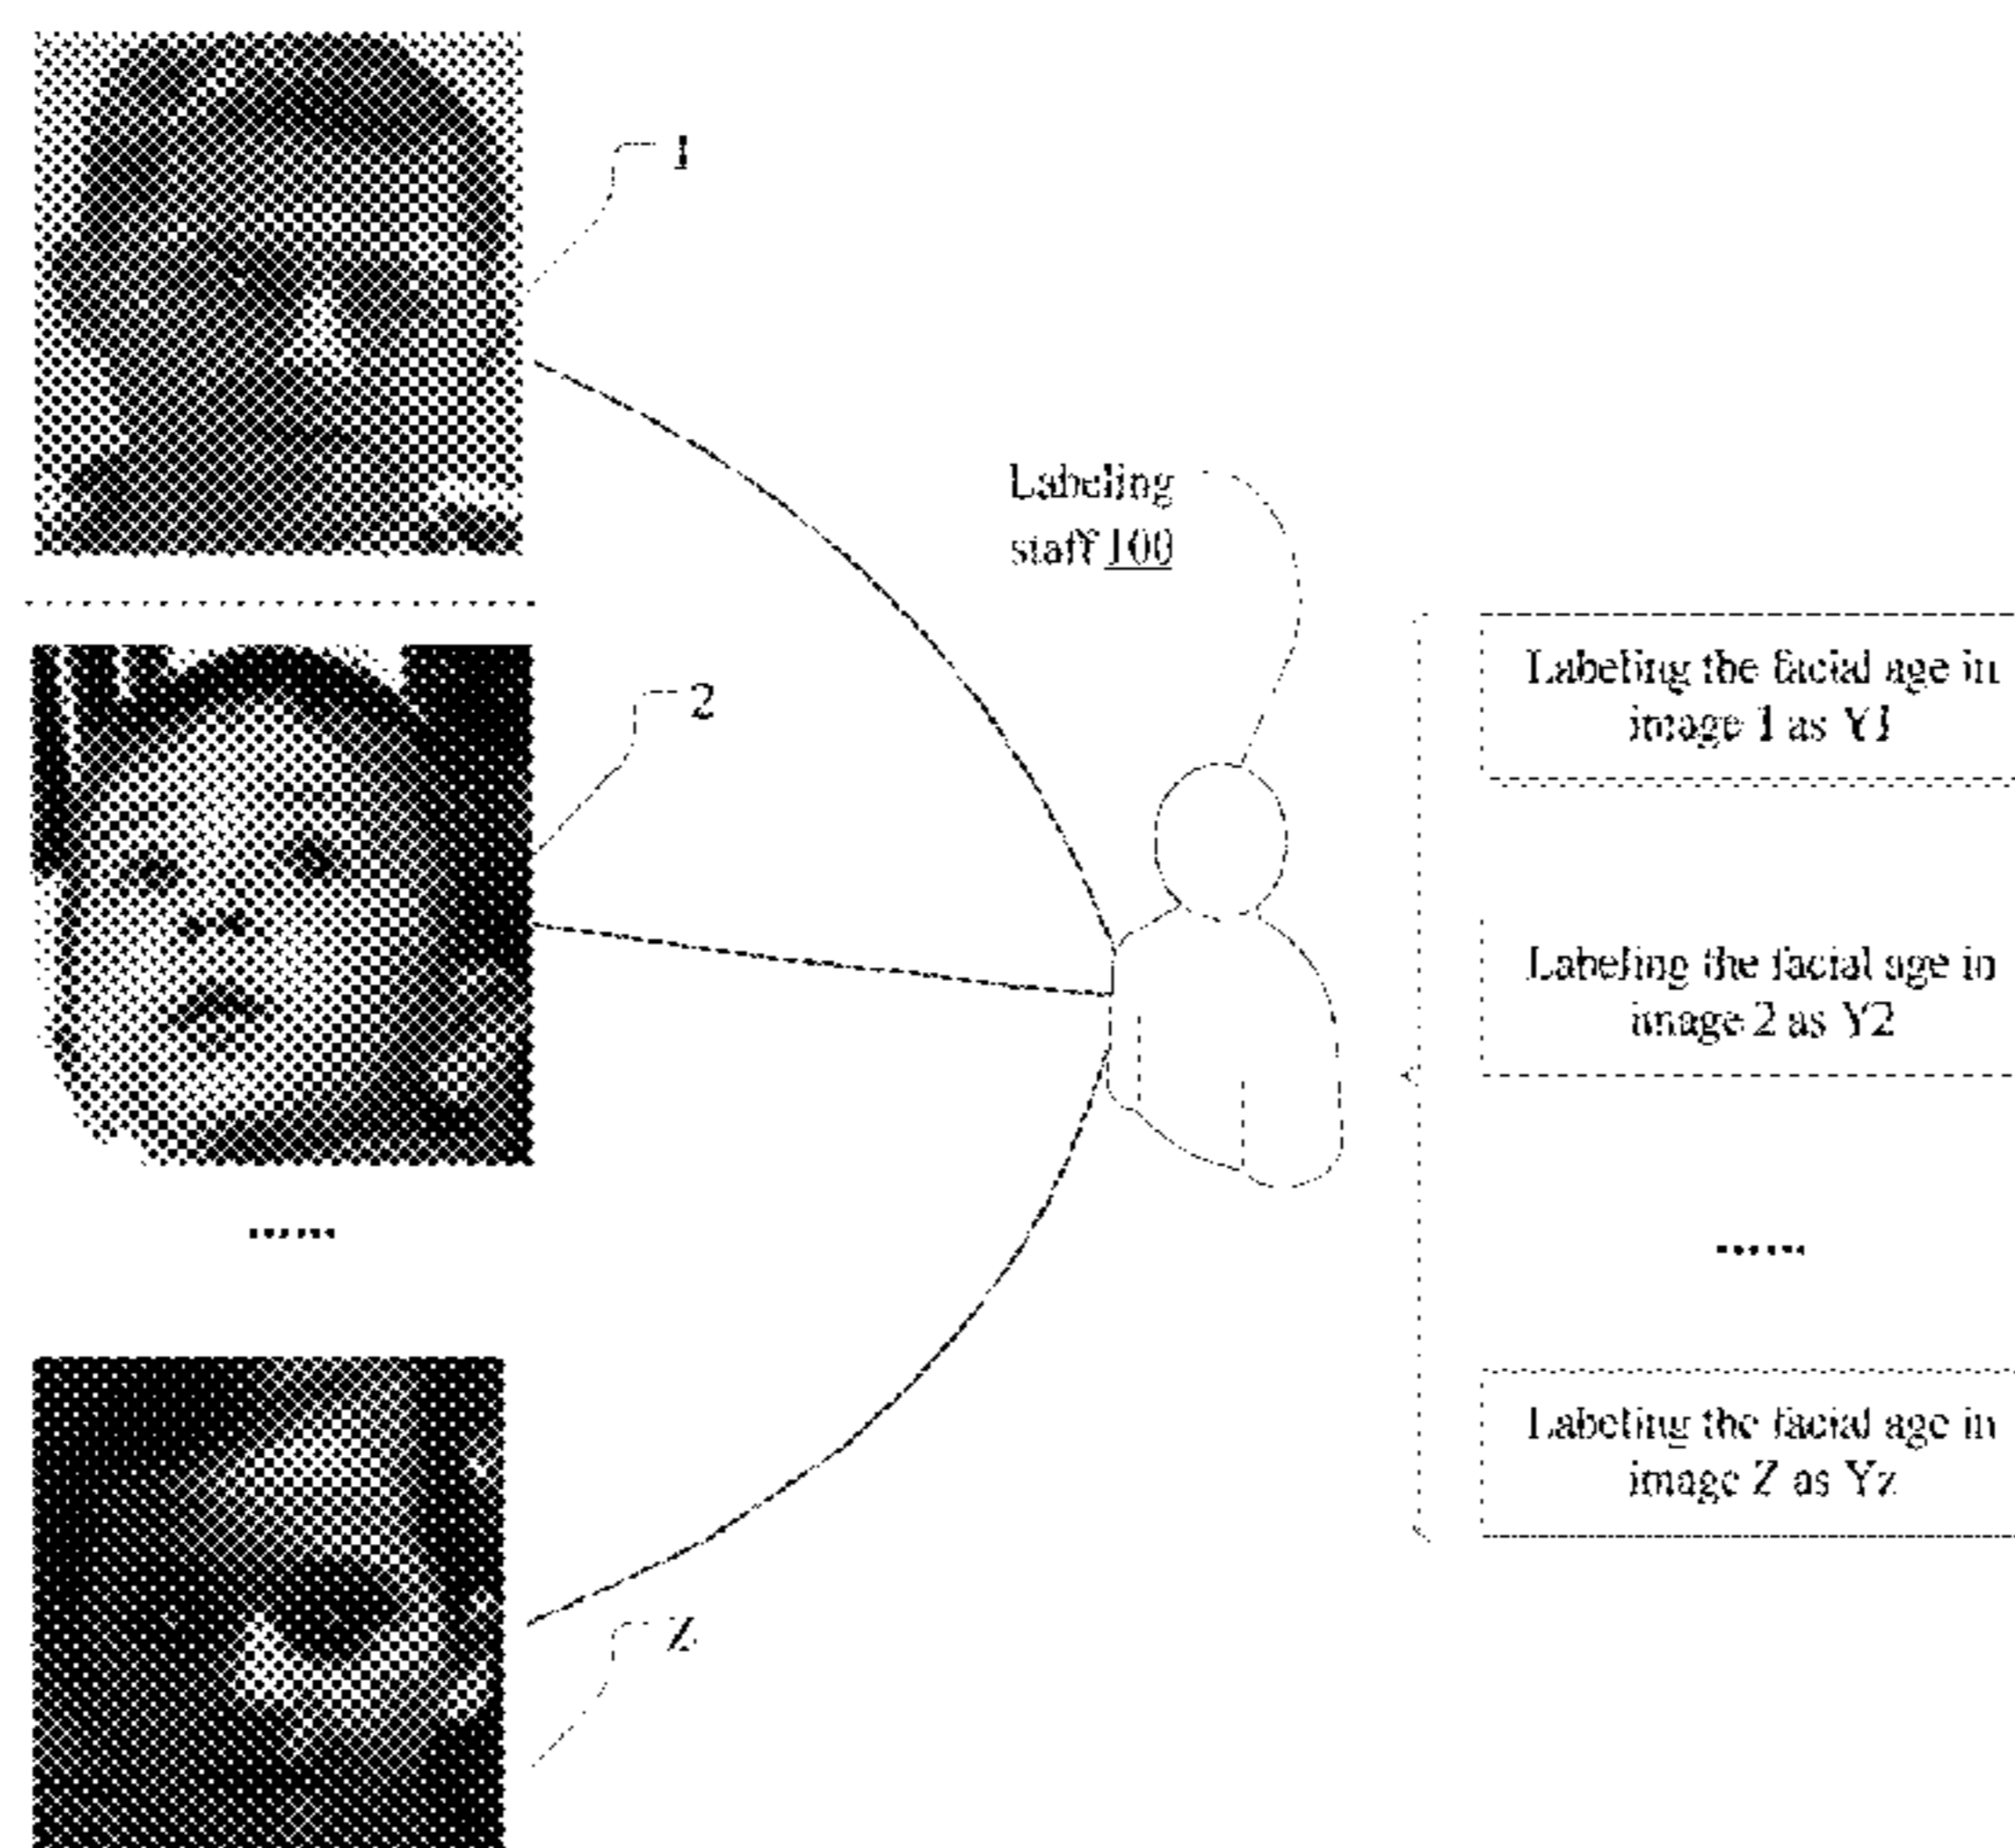 1
Labeling
staff 100
2
Labeling the facial age in
image 1 as Y1
Labeling the facial age in
image 2 as Y2
......
......
Labeling the facial age in
image Z as Yz
Z